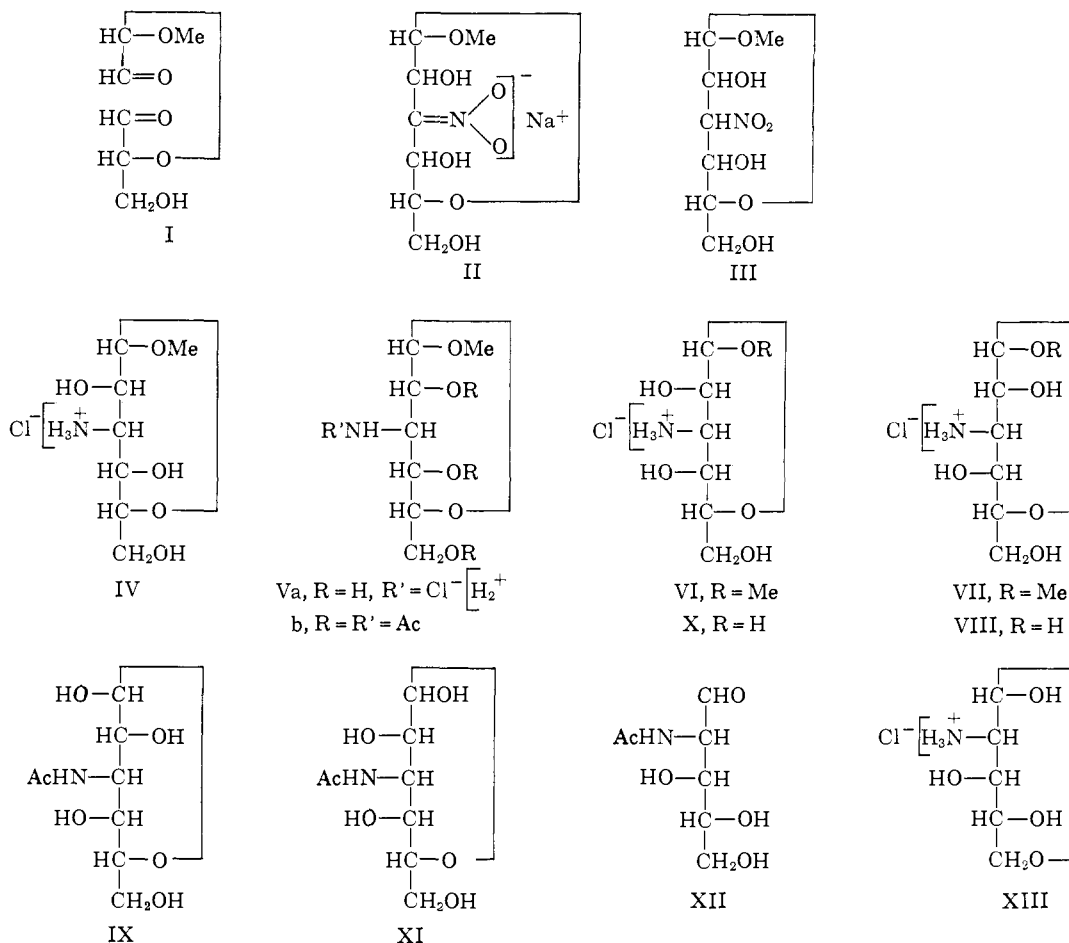 HC—OMe
HC=O
HC=O
HC—O
CH₂OH
I
HC—OMe
CHOH
C=N O O ⁻ Na⁺
CHOH
HC—O
CH₂OH
II
HC—OMe
CHOH
CHNO₂
CHOH
HC—O
CH₂OH
III
HC—OMe
HO—CH
Cl⁻[H₃N⁺—CH
HC—OH
HC—O
CH₂OH
IV
HC—OMe
HC—OR
R'NH—CH
HC—OR
HC—O
CH₂OR
Va, R = H, R' = Cl⁻[H₂⁺
b, R = R' = Ac
HC—OR
HO—CH
Cl⁻[H₃N⁺—CH
HO—CH
HC—O
CH₂OH
VI, R = Me
X, R = H
HC—OR
HC—OH
Cl⁻[H₃N⁺—CH
HO—CH
HC—O—
CH₂OH
VII, R = Me
VIII, R = H
HO—CH
HC—OH
AcHN—CH
HO—CH
HC—O
CH₂OH
IX
CHOH
HO—CH
AcHN—CH
HO—CH
HC—O
CH₂OH
XI
CHO
AcHN—CH
HO—CH
HC—OH
CH₂OH
XII
HC—OH
Cl⁻[H₃N⁺—CH
HO—CH
HC—OH
CH₂O—
XIII